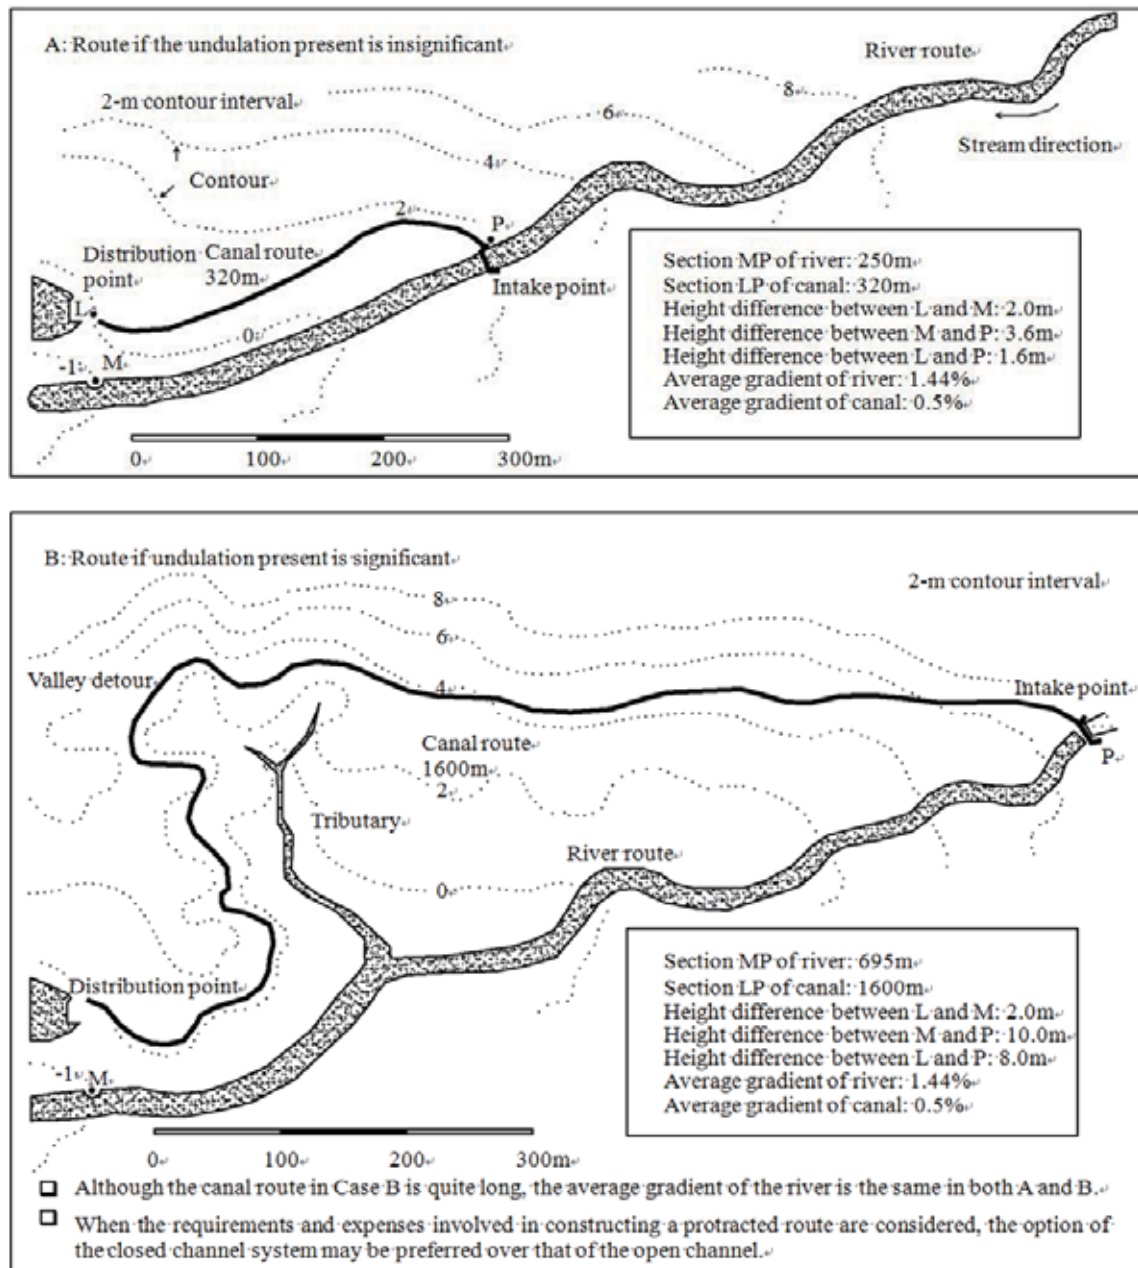 A: Route if the undulation present is insignificant
River route
8
2-m contour interval
6
Stream direction
4
Contour
2
P
Distribution point
Canal route 320m
Intake point
L
0
-1
M
Section MP of river: 250m
Section LP of canal: 320m
Height difference between L and M: 2.0m
Height difference between M and P: 3.6m
Height difference between L and P: 1.6m
Average gradient of river: 1.44%
Average gradient of canal: 0.5%
0 100 200 300m
B: Route if undulation present is significant
2-m contour interval
8
6
Valley detour
4
Intake point
Canal route
1600m
P
2
Tributary
River route
0
Distribution point
-1
M
Section MP of river: 695m
Section LP of canal: 1600m
Height difference between L and M: 2.0m
Height difference between M and P: 10.0m
Height difference between L and P: 8.0m
Average gradient of river: 1.44%
Average gradient of canal: 0.5%
0 100 200 300m
Although the canal route in Case B is quite long, the average gradient of the river is the same in both A and B.
When the requirements and expenses involved in constructing a protracted route are considered, the option of
the closed channel system may be preferred over that of the open channel.